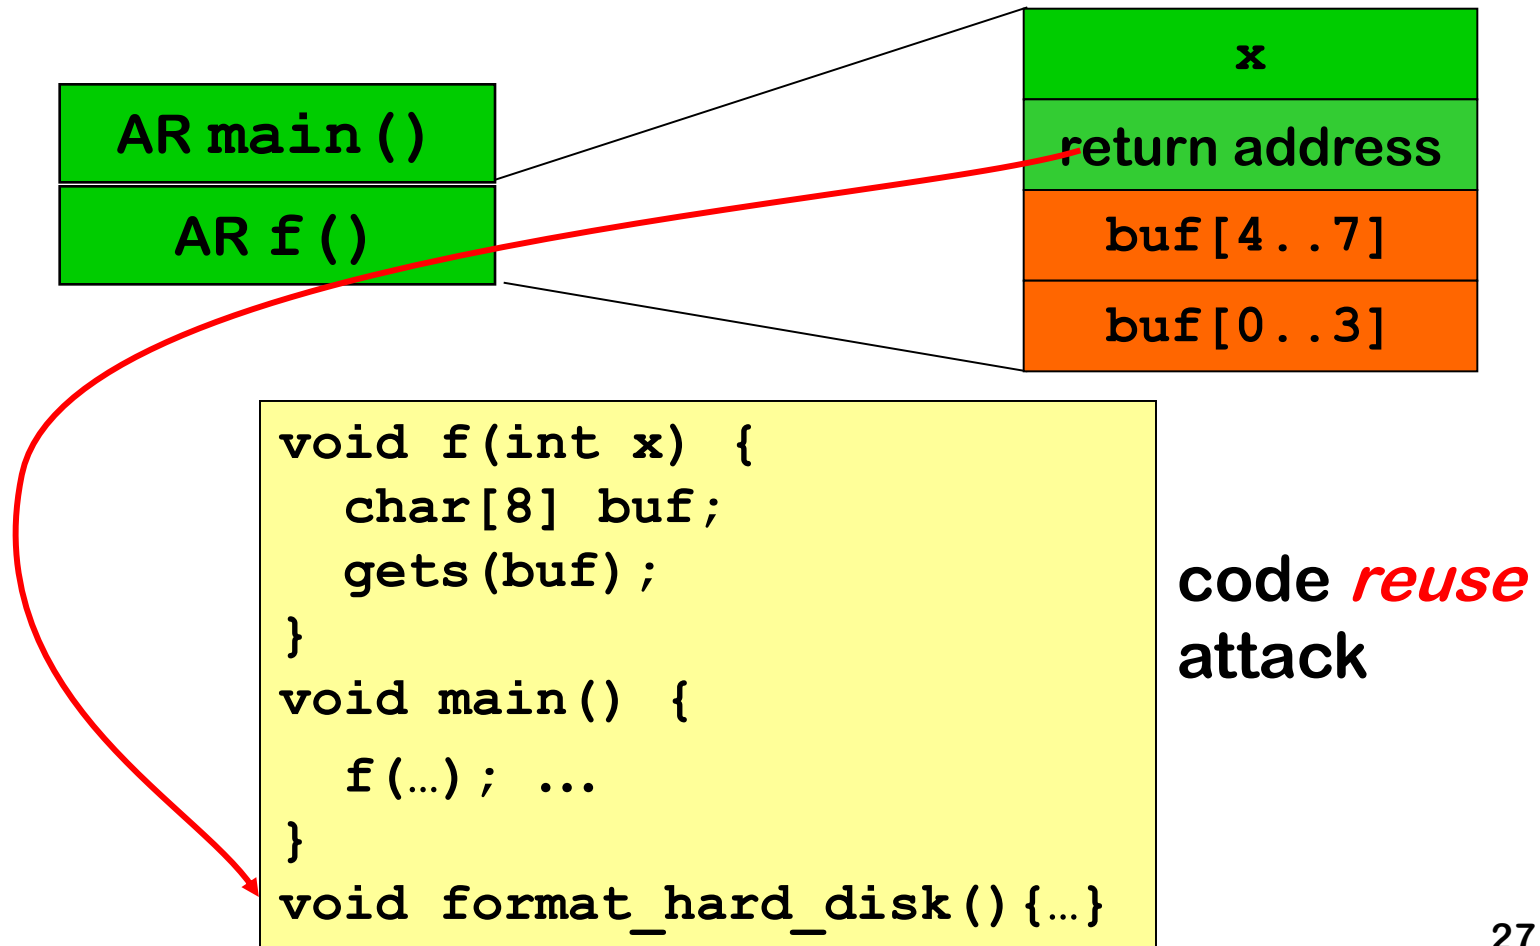 x
AR main()
return address
AR f()
buf[4..7]
buf[0..3]
void f(int x) {
char[8] buf;
gets(buf);
}
void main() {
f(…); ...
}
void format_hard_disk(){…}
code reuse
attack
27